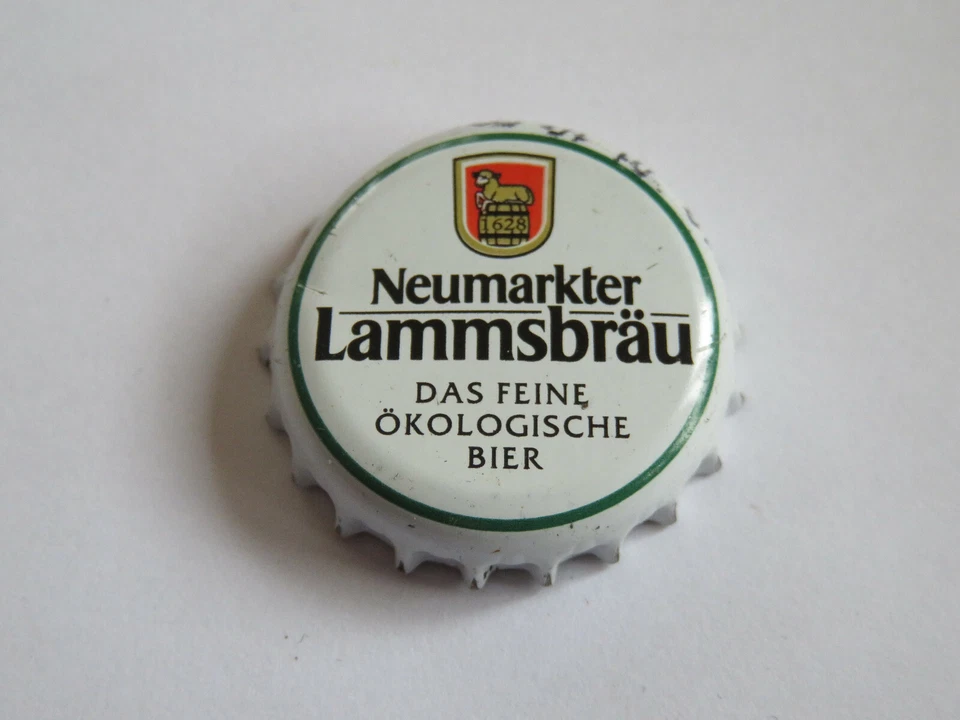 1628
Neumarkter
Lammsbräu
DAS FEINE
ÖKOLOGISCHE
BIER